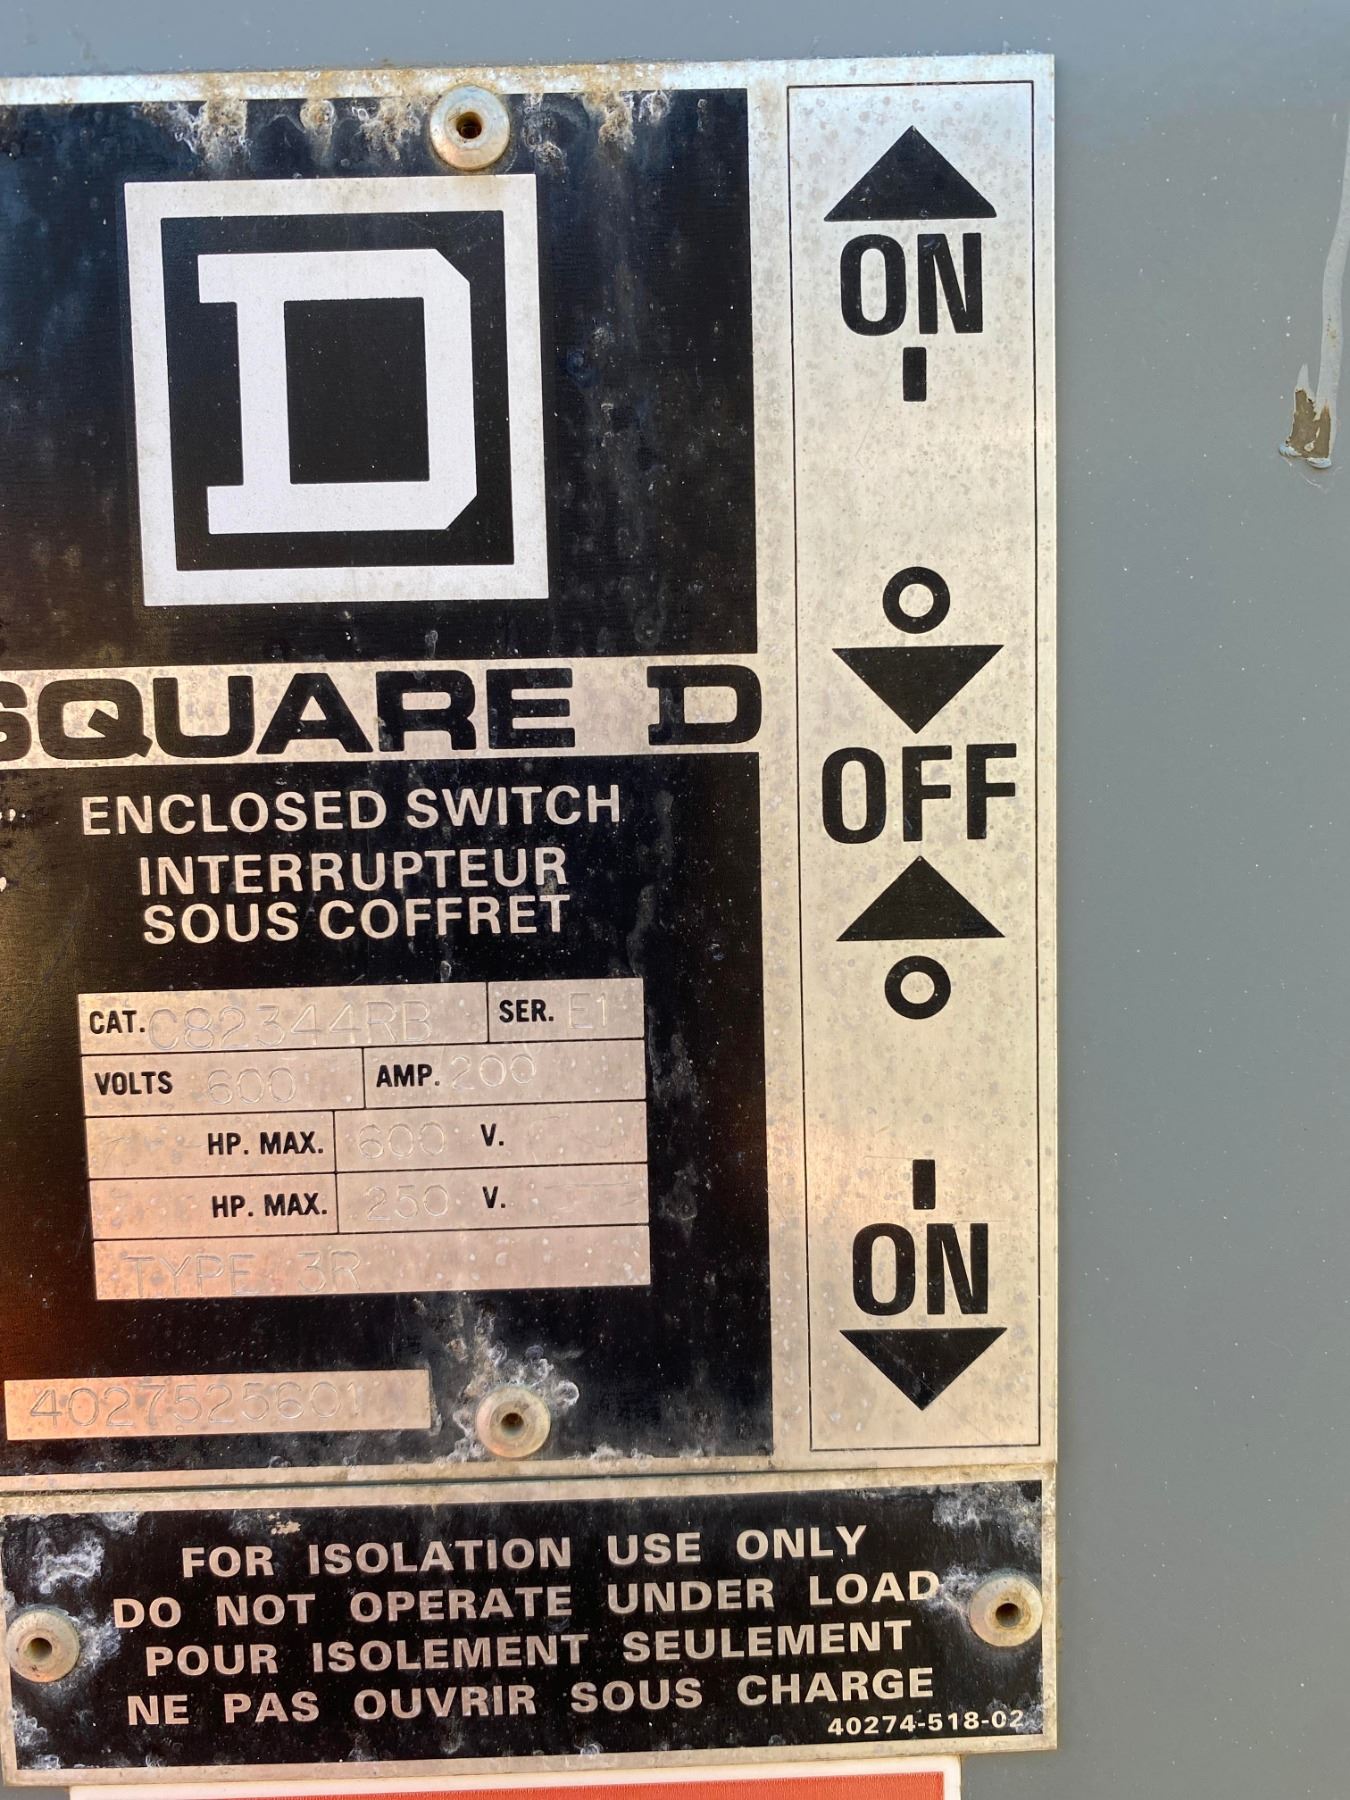 D
SQUARE D
ENCLOSED SWITCH
INTERRUPTEUR
SOUS COFFRET
CAT. C82344RB SER. E1
VOLTS 600 AMP. 200
HP. MAX. 600 V.
HP. MAX. 250 V.
TYPE 3R
4027525601
ON
I
O
OFF
O
I
ON
FOR ISOLATION USE ONLY
DO NOT OPERATE UNDER LOAD
POUR ISOLEMENT SEULEMENT
NE PAS OUVRIR SOUS CHARGE
40274-518-02